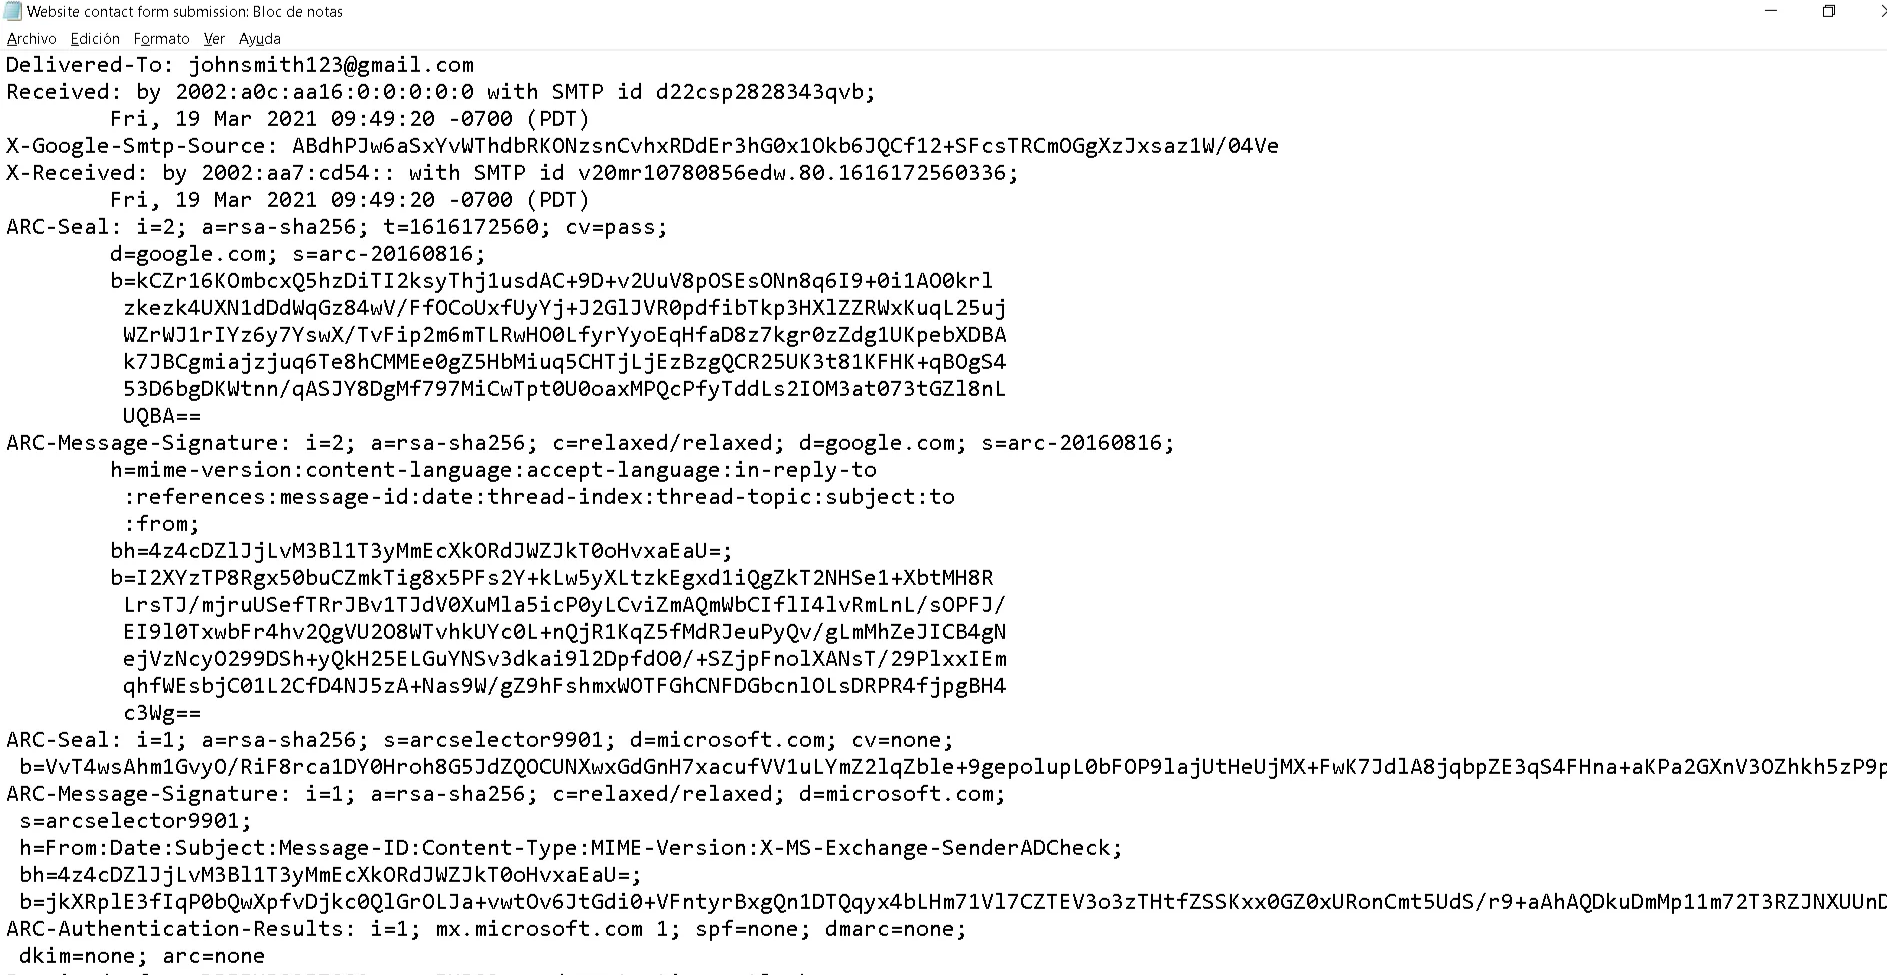 Website contact form submission: Bloc de notas
Archivo Edición Formato Ver Ayuda
Delivered-To: johnsmith123@gmail.com
Received: by 2002:a0c:aa16:0:0:0:0:0 with SMTP id d22csp2828343qvb;
Fri, 19 Mar 2021 09:49:20 -0700 (PDT)
X-Google-Smtp-Source: ABdhPJw6aSxYvWThdbRKONzsnCvhxRDdEr3hG0x1Okb6JQCf12+SFcsTRCmOGgXzJxsaz1W/04Ve
X-Received: by 2002:aa7:cd54:: with SMTP id v20mr10780856edw.80.1616172560336;
Fri, 19 Mar 2021 09:49:20 -0700 (PDT)
ARC-Seal: i=2; a=rsa-sha256; t=1616172560; cv=pass;
d=google.com; s=arc-20160816;
b=kCZr16KOmbcxQ5hzDiTI2ksyThj1usdAC+9D+v2UuV8pOSEsONn8q6I9+0i1AO0krl
zkezk4UXN1dDdWqGz84wV/FfOCoUxfUyYj+J2GlJVR0pdfibTkp3HXlZZRWxKuqL25uj
WZrWJ1rIYz6y7YswX/TvFip2m6mTLRwHO0LfyrYyoEqHfaD8z7kgr0zZdg1UKpebXDBA
k7JBCgmiajzjuq6Te8hCMMEe0gZ5HbMiuq5CHTjLjEzBzgQCR25UK3t81KFHK+qBOgS4
53D6bgDKWtnn/qASJY8DgMf797MiCwTpt0U0oaxMPQcPfyTddLs2IOM3at073tGZl8nL
UQBA==
ARC-Message-Signature: i=2; a=rsa-sha256; c=relaxed/relaxed; d=google.com; s=arc-20160816;
h=mime-version:content-language:accept-language:in-reply-to
:references:message-id:date:thread-index:thread-topic:subject:to
:from;
bh=4z4cDZlJjLvM3Bl1T3yMmEcXkORdJWZJkT0oHvxaEaU=;
b=I2XYzTP8Rgx50buCZmkTig8x5PFs2Y+kLw5yXLtzkEgxd1iQgZkT2NHSe1+XbtMH8R
LrsTJ/mjruUSefTRrJBv1TJdV0XuMla5icP0yLCviZmAQmWbCIflI4lvRmLnL/sOPFJ/
EI9l0TxwbFr4hv2QgVU2O8WTvhkUYc0L+nQjR1KqZ5fMdRJeuPyQv/gLmMhZeJICB4gN
ejVzNcyO299DSh+yQkH25ELGuYNSv3dkai9l2DpfdO0/+SZjpFnolXANsT/29PlxxIEm
qhfWEsbjC01L2CfD4NJ5zA+Nas9W/gZ9hFshmxWOTFGhCNFDGbcnlOLsDRPR4fjpgBH4
c3Wg==
ARC-Seal: i=1; a=rsa-sha256; s=arcselector9901; d=microsoft.com; cv=none;
b=VvT4wsAhm1GvyO/RiF8rca1DY0Hroh8G5JdZQOCUNXwxGdGnH7xacufVV1uLYmZ2lqZble+9gepolupL0bFOP9lajUtHeUjMX+FwK7JdlA8jqbpZE3qS4FHna+aKPa2GXnV3OZhkh5zP9p
ARC-Message-Signature: i=1; a=rsa-sha256; c=relaxed/relaxed; d=microsoft.com;
s=arcselector9901;
h=From:Date:Subject:Message-ID:Content-Type:MIME-Version:X-MS-Exchange-SenderADCheck;
bh=4z4cDZlJjLvM3Bl1T3yMmEcXkORdJWZJkT0oHvxaEaU=;
b=jkXRplE3fIqP0bQwXpfvDjkc0QlGrOLJa+vwtOv6JtGdi0+VFntyrBxgQn1DTQqyx4bLHm71Vl7CZTEV3o3zTHtfZSSKxx0GZ0xURonCmt5UdS/r9+aAhAQDkuDmMp11m72T3RZJNXUUnD
ARC-Authentication-Results: i=1; mx.microsoft.com 1; spf=none; dmarc=none;
dkim=none; arc=none